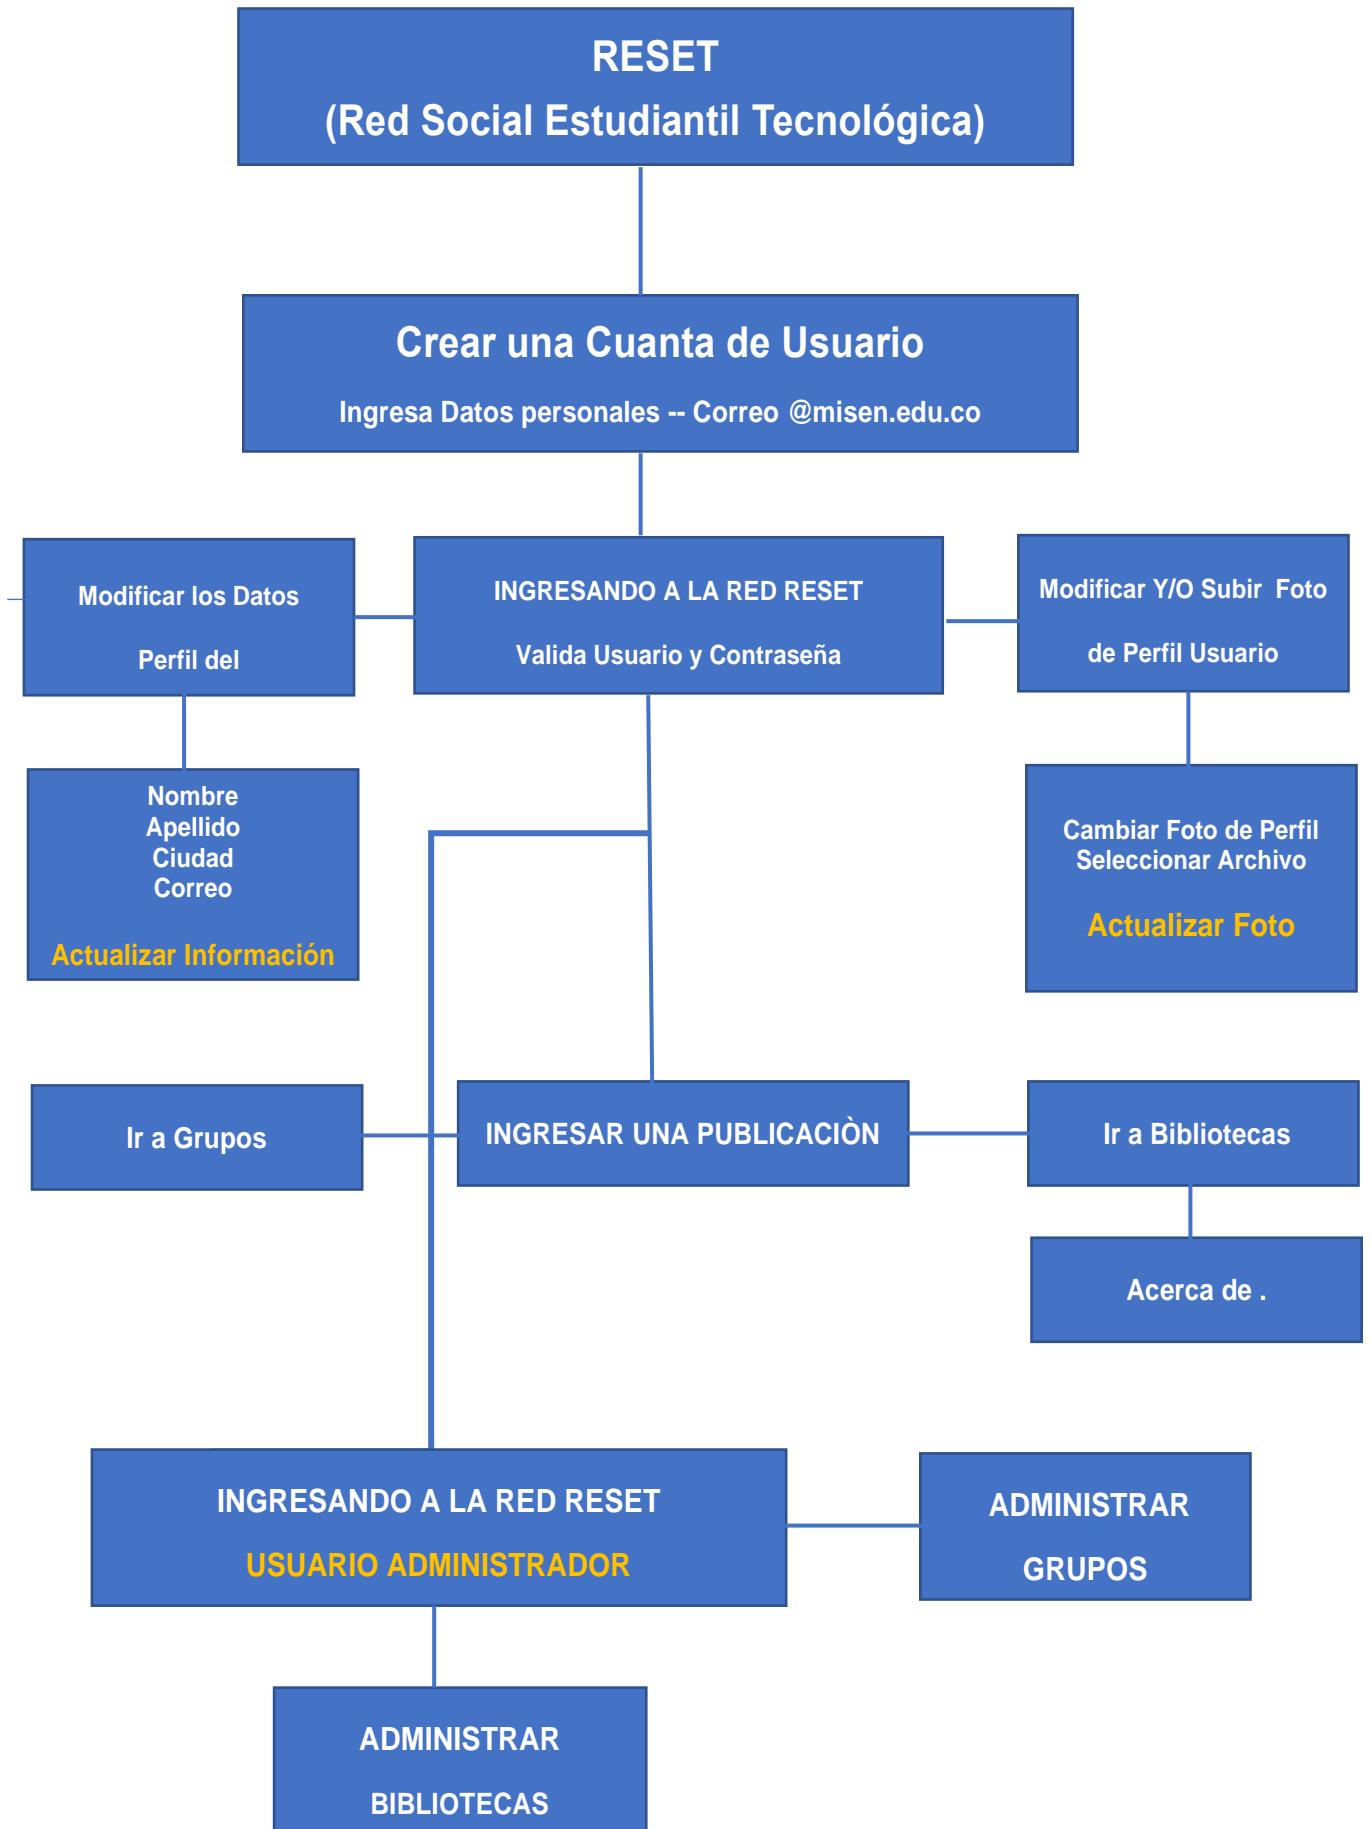 RESET
(Red Social Estudiantil Tecnológica)
Crear una Cuanta de Usuario
Ingresa Datos personales -- Correo @misen.edu.co
Modificar los Datos
Perfil del
INGRESANDO A LA RED RESET
Valida Usuario y Contraseña
Modificar Y/O Subir Foto
de Perfil Usuario
Nombre
Apellido
Ciudad
Correo
Actualizar Información
Cambiar Foto de Perfil
Seleccionar Archivo
Actualizar Foto
Ir a Grupos
INGRESAR UNA PUBLICACIÒN
Ir a Bibliotecas
Acerca de .
INGRESANDO A LA RED RESET
USUARIO ADMINISTRADOR
ADMINISTRAR
GRUPOS
ADMINISTRAR
BIBLIOTECAS